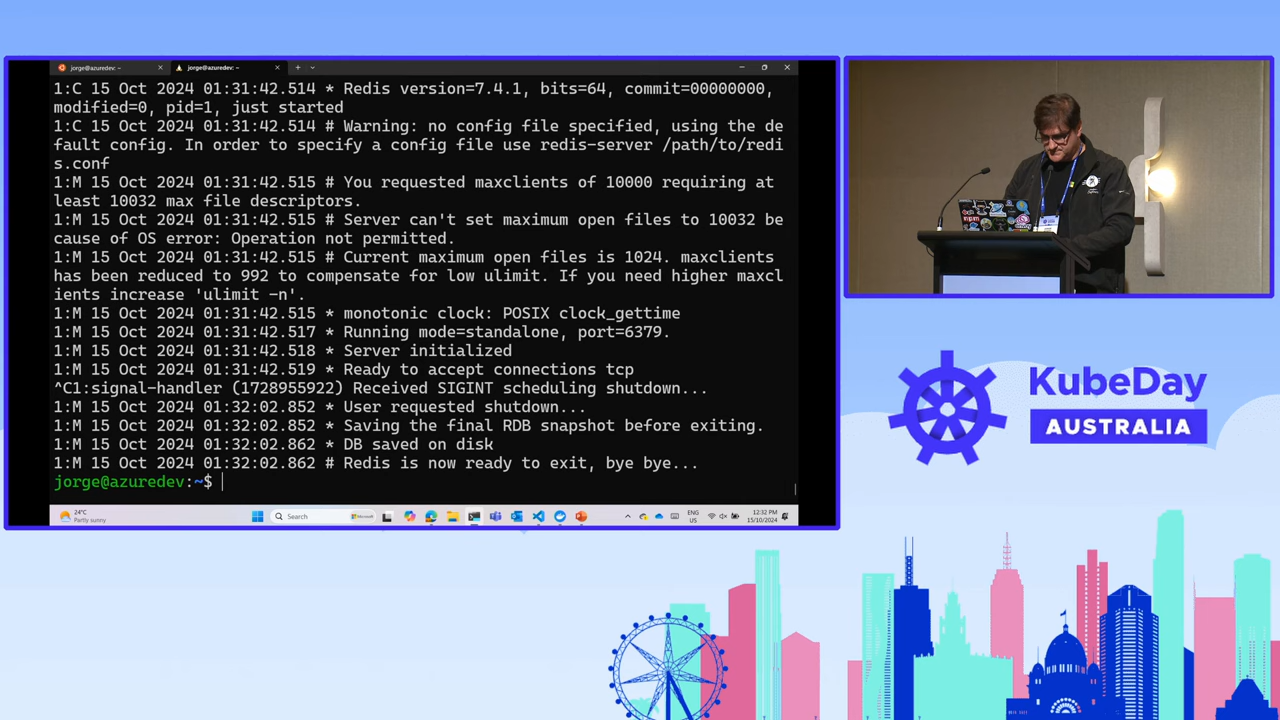 jorge@azuredev: ~
jorge@azuredev: ~
1:C 15 Oct 2024 01:31:42.514 * Redis version=7.4.1, bits=64, commit=00000000,
modified=0, pid=1, just started
1:C 15 Oct 2024 01:31:42.514 # Warning: no config file specified, using the de
fault config. In order to specify a config file use redis-server /path/to/redi
s.conf
1:M 15 Oct 2024 01:31:42.515 # You requested maxclients of 10000 requiring at
least 10032 max file descriptors.
1:M 15 Oct 2024 01:31:42.515 # Server can't set maximum open files to 10032 be
cause of OS error: Operation not permitted.
1:M 15 Oct 2024 01:31:42.515 # Current maximum open files is 1024. maxclients
has been reduced to 992 to compensate for low ulimit. If you need higher maxcl
ients increase 'ulimit -n'.
1:M 15 Oct 2024 01:31:42.515 * monotonic clock: POSIX clock_gettime
1:M 15 Oct 2024 01:31:42.517 * Running mode=standalone, port=6379.
1:M 15 Oct 2024 01:31:42.518 * Server initialized
1:M 15 Oct 2024 01:31:42.519 * Ready to accept connections tcp
^C1:signal-handler (1728955922) Received SIGINT scheduling shutdown...
1:M 15 Oct 2024 01:32:02.852 * User requested shutdown...
1:M 15 Oct 2024 01:32:02.852 * Saving the final RDB snapshot before exiting.
1:M 15 Oct 2024 01:32:02.862 * DB saved on disk
1:M 15 Oct 2024 01:32:02.862 # Redis is now ready to exit, bye bye...
jorge@azuredev:~$
24°C
Partly sunny
Search
Microsoft
ENG
US
12:32 PM
15/10/2024
KubeDay
AUSTRALIA